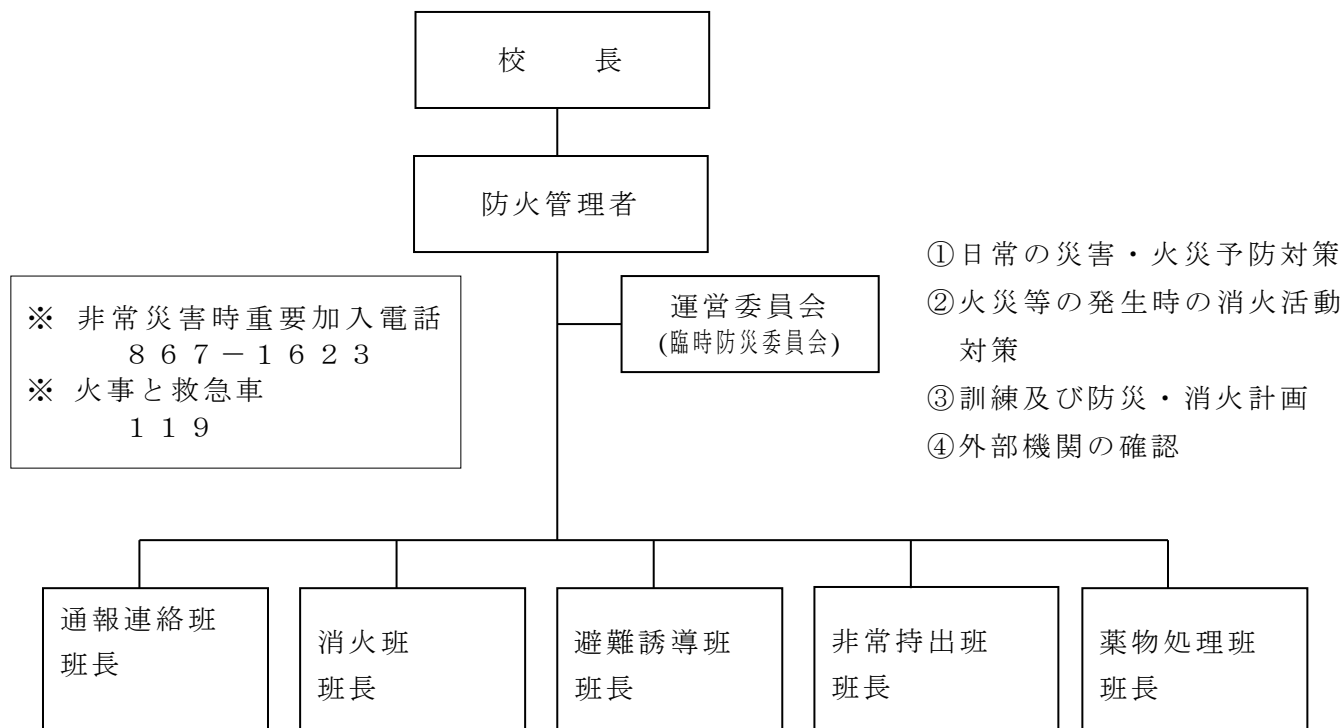 校　　長
防火管理者
※ 非常災害時重要加入電話
８６７－１６２３
※ 火事と救急車
１１９
運営委員会
(臨時防災委員会)
①日常の災害・火災予防対策
②火災等の発生時の消火活動
対策
③訓練及び防災・消火計画
④外部機関の確認
通報連絡班
班長
消火班
班長
避難誘導班
班長
非常持出班
班長
薬物処理班
班長